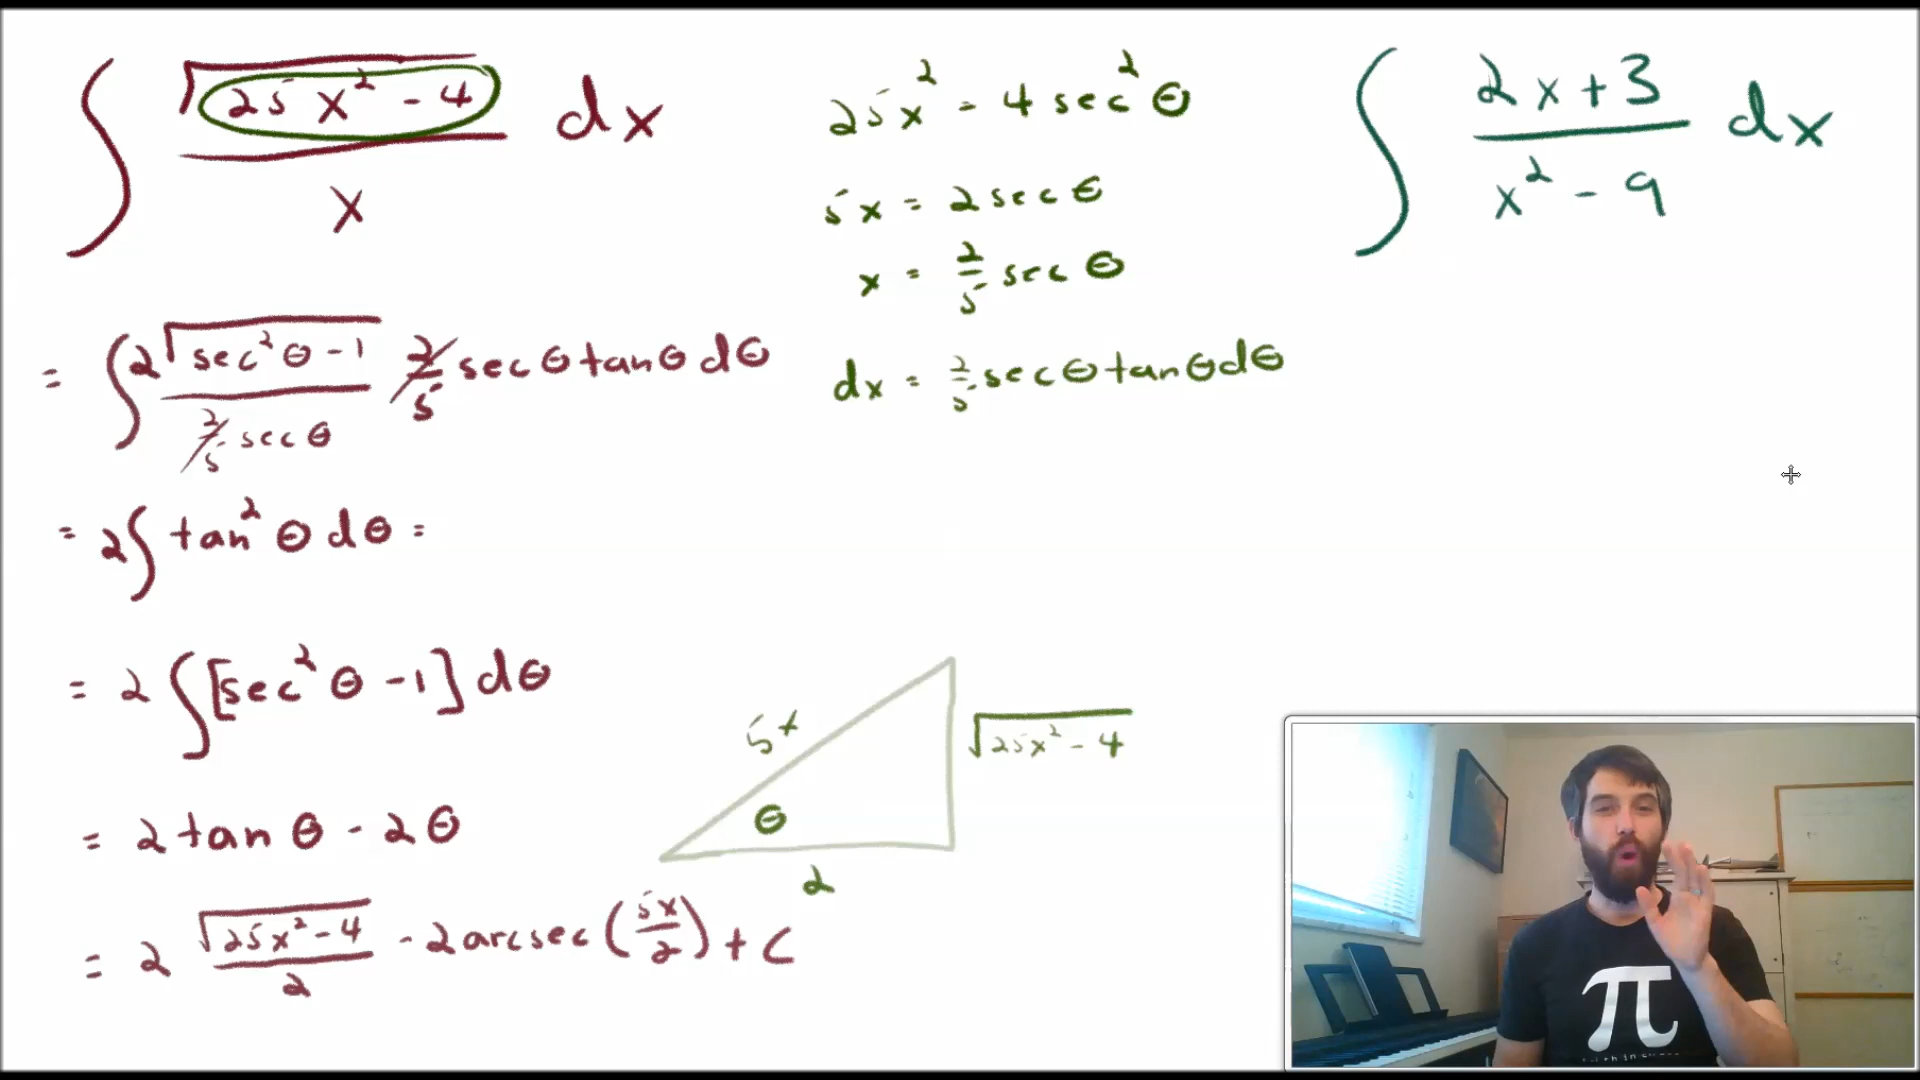 ∫ √(25x² - 4) / x dx
= ∫ 2√(sec²θ - 1) / (2/5 secθ) 2/5 secθ tanθ dθ
= 2∫ tan²θ dθ =
= 2 ∫ [sec²θ - 1] dθ
= 2 tanθ - 2θ
= 2 √(25x² - 4) / 2 - 2 arcsec(5x/2) + C
25x² = 4 sec²θ
5x = 2 secθ
x = 2/5 secθ
dx = 2/5 secθ tanθ dθ
5x
√(25x² - 4)
θ
2
∫ (2x + 3) / (x² - 9) dx
π